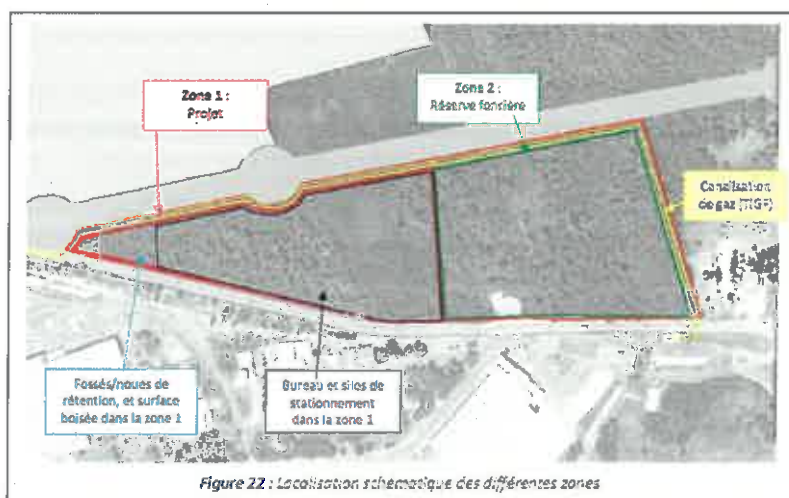 Zone 1 :
Projet
Zone 2 :
Réserve foncière
Canalisation
de gaz (TIGF)
Fossés/noues de
rétention, et surface
boisée dans la zone 1
Bureau et silos de
stationnement
dans la zone 1
Figure 22 : Localisation schématique des différentes zones